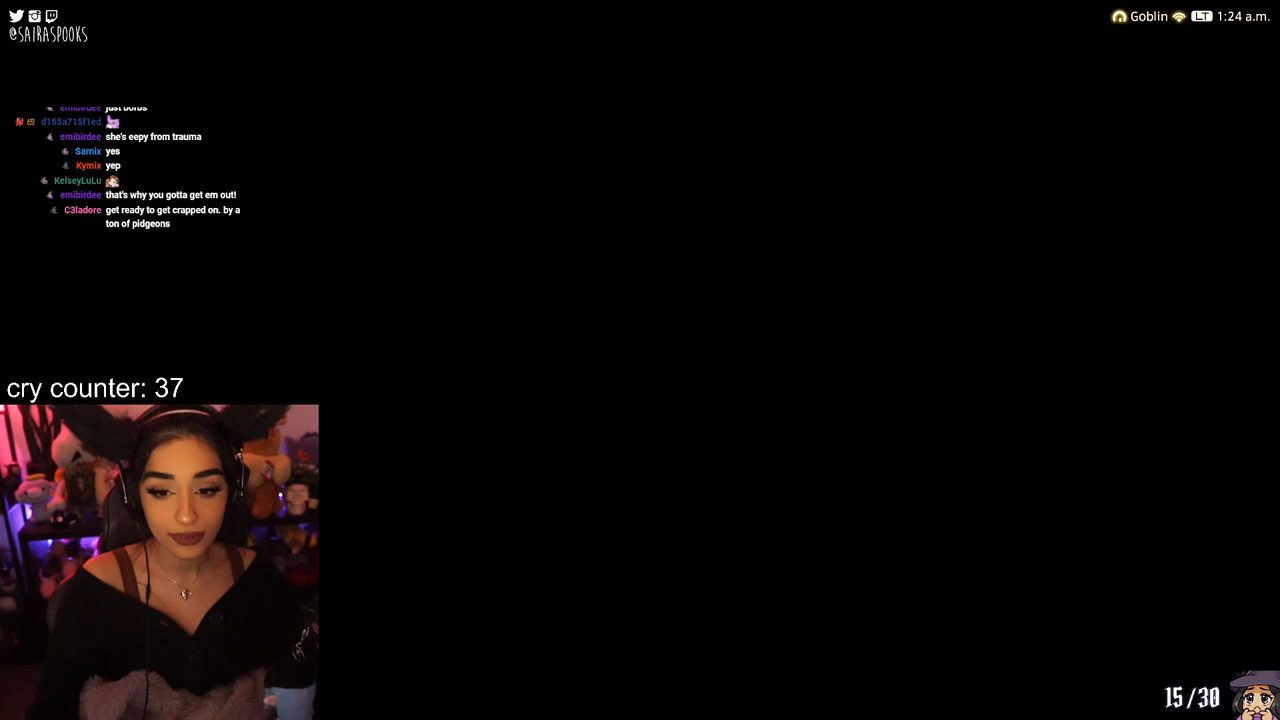 @SAIRASPOOKS
Goblin LT 1:24 a.m.
emibirdee just borbs
d155a715f1ed
emibirdee she's eepy from trauma
Samix yes
Kymix yep
KelseyLuLu
emibirdee that's why you gotta get em out!
C3ladore get ready to get crapped on. by a
ton of pidgeons
cry counter: 37
15/30